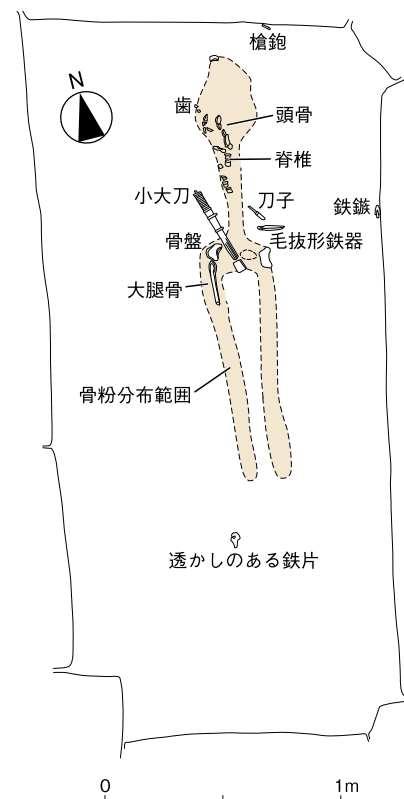 槍鉋
N
歯
頭骨
脊椎
小大刀
刀子
鉄鏃
骨盤
毛抜形鉄器
大腿骨
骨粉分布範囲
透かしのある鉄片
0
1m